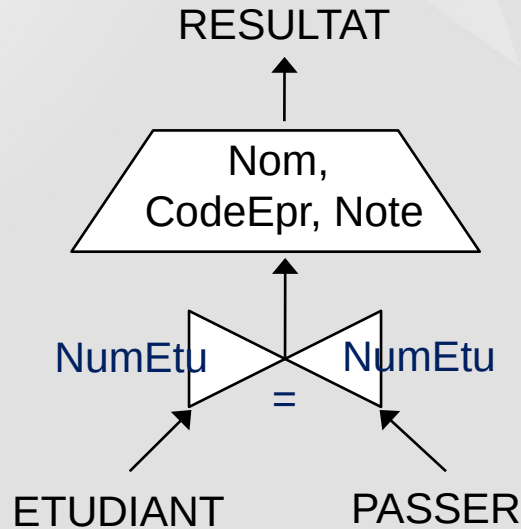 RESULTAT
Nom,
CodeEpr, Note
NumEtu NumEtu
=
ETUDIANT PASSER